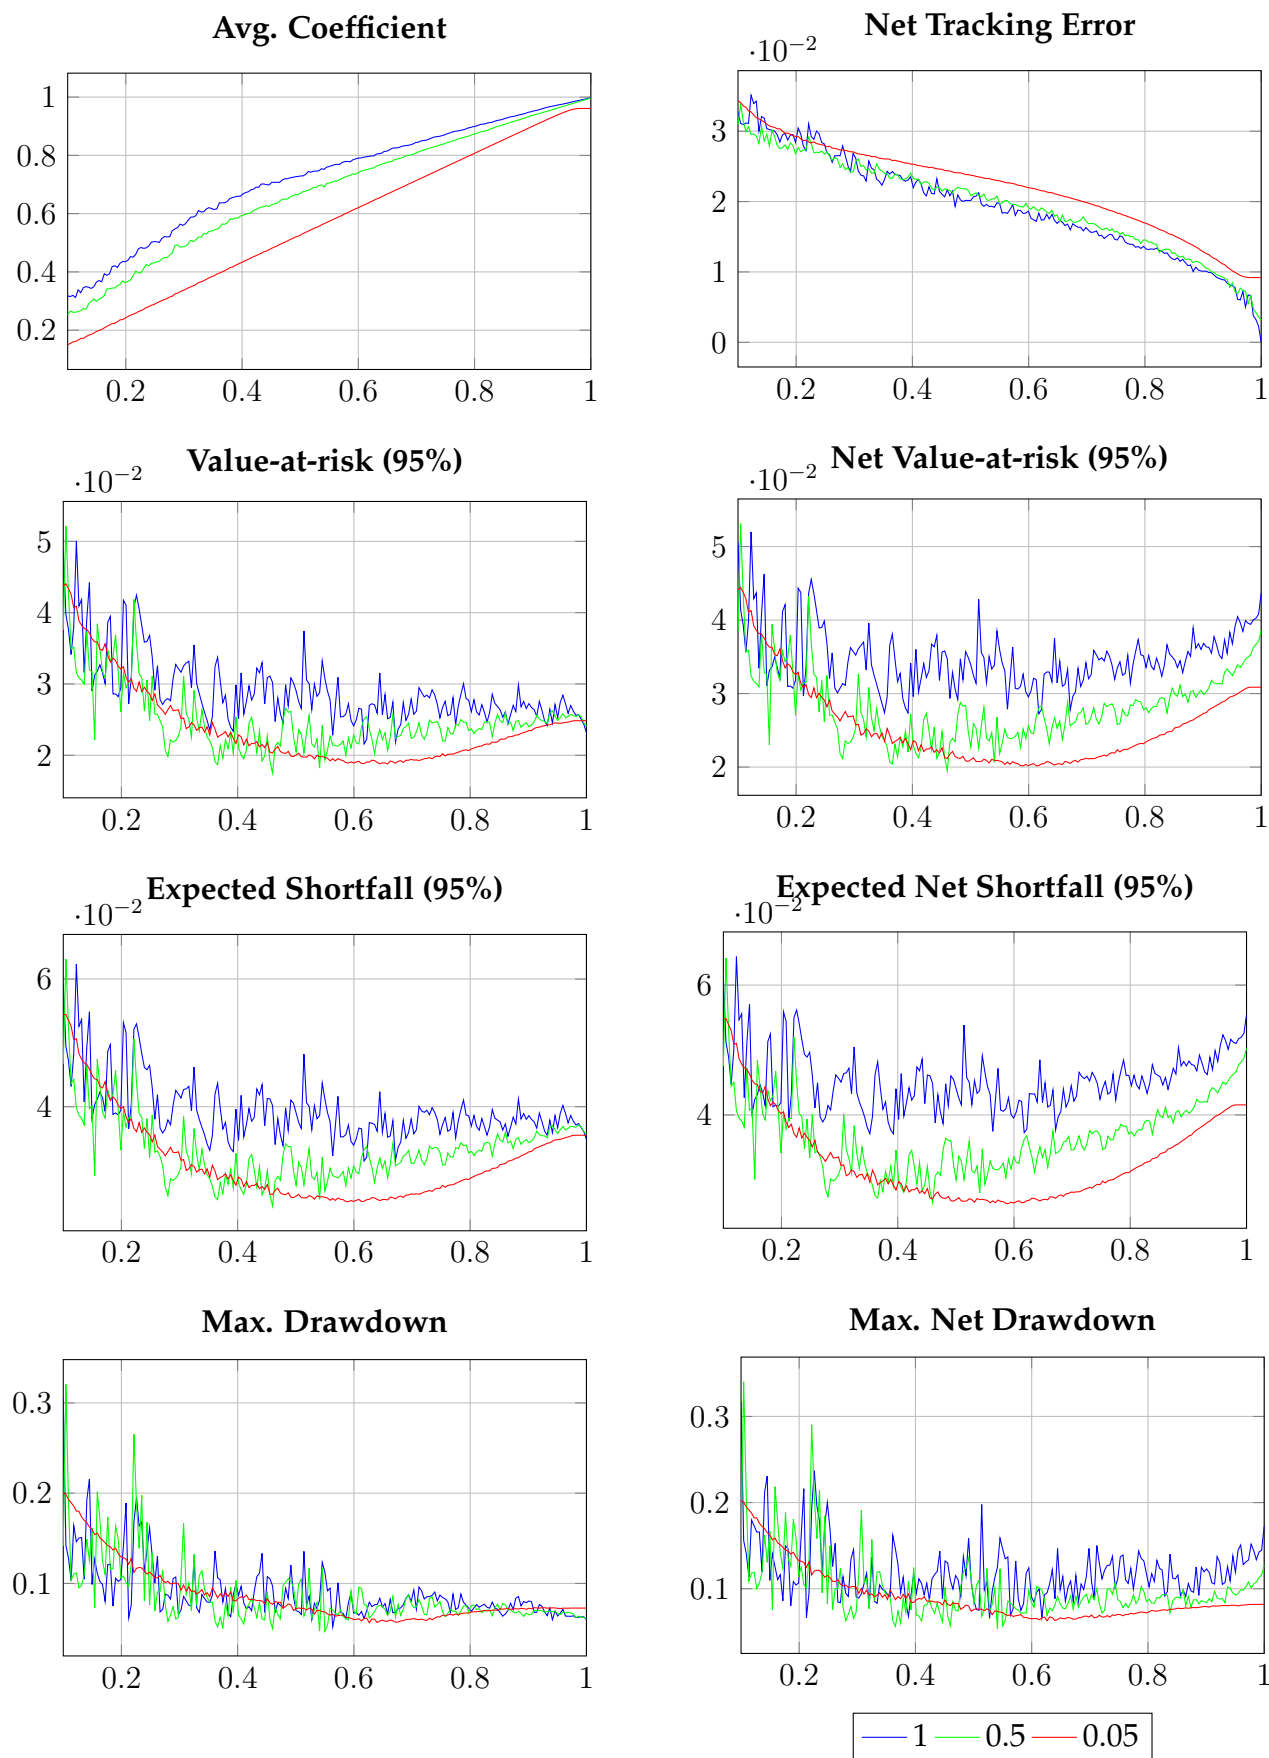 Avg. Coefficient
1
0.8
0.6
0.4
0.2
0.2 0.4 0.6 0.8 1
Net Tracking Error
·10−2
3
2
1
0
0.2 0.4 0.6 0.8 1
Value-at-risk (95%)
·10−2
5
4
3
2
0.2 0.4 0.6 0.8 1
Net Value-at-risk (95%)
·10−2
5
4
3
2
0.2 0.4 0.6 0.8 1
Expected Shortfall (95%)
·10−2
6
4
0.2 0.4 0.6 0.8 1
Expected Net Shortfall (95%)
·10−2
6
4
0.2 0.4 0.6 0.8 1
Max. Drawdown
0.3
0.2
0.1
0.2 0.4 0.6 0.8 1
Max. Net Drawdown
0.3
0.2
0.1
0.2 0.4 0.6 0.8 1
1 0.5 0.05